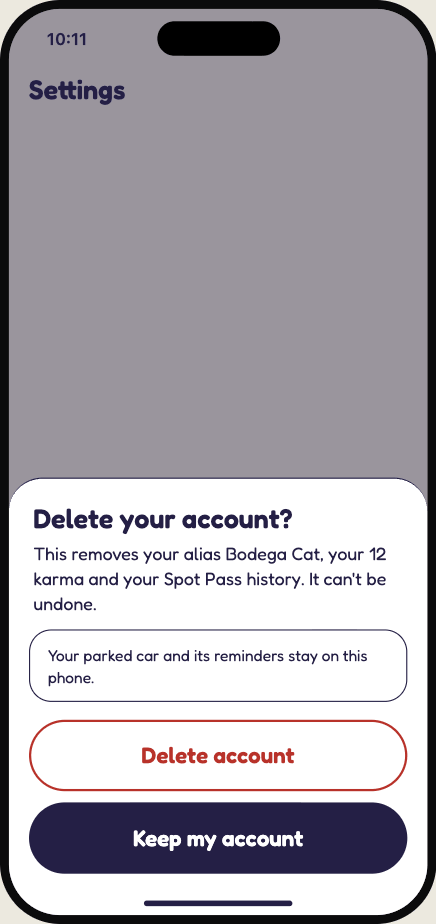 10:11
Settings
Delete your account?
This removes your alias Bodega Cat, your 12
karma and your Spot Pass history. It can't be
undone.
Your parked car and its reminders stay on this
phone.
Delete account
Keep my account